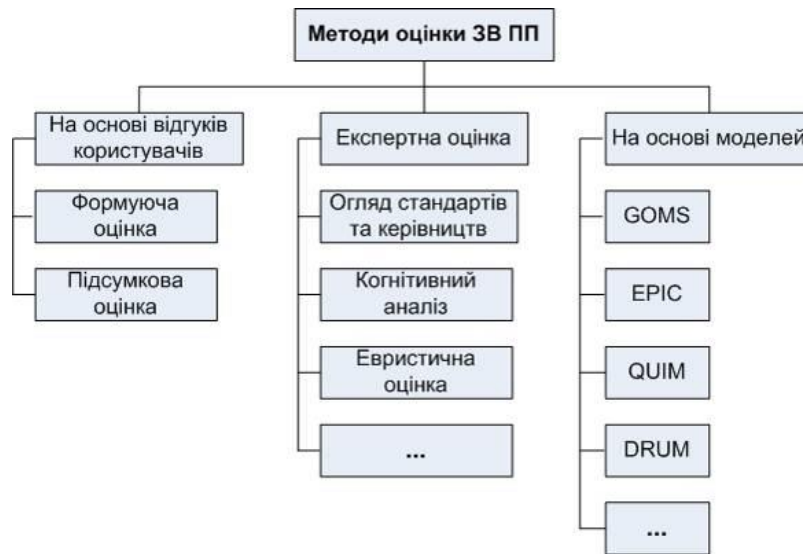 Методи оцінки ЗВ ПП
На основі відгуків
користувачів
Формуюча
оцінка
Підсумкова
оцінка
Експертна оцінка
Огляд стандартів
та керівництв
Когнітивний
аналіз
Евристична
оцінка
...
На основі моделей
GOMS
EPIC
QUIM
DRUM
...